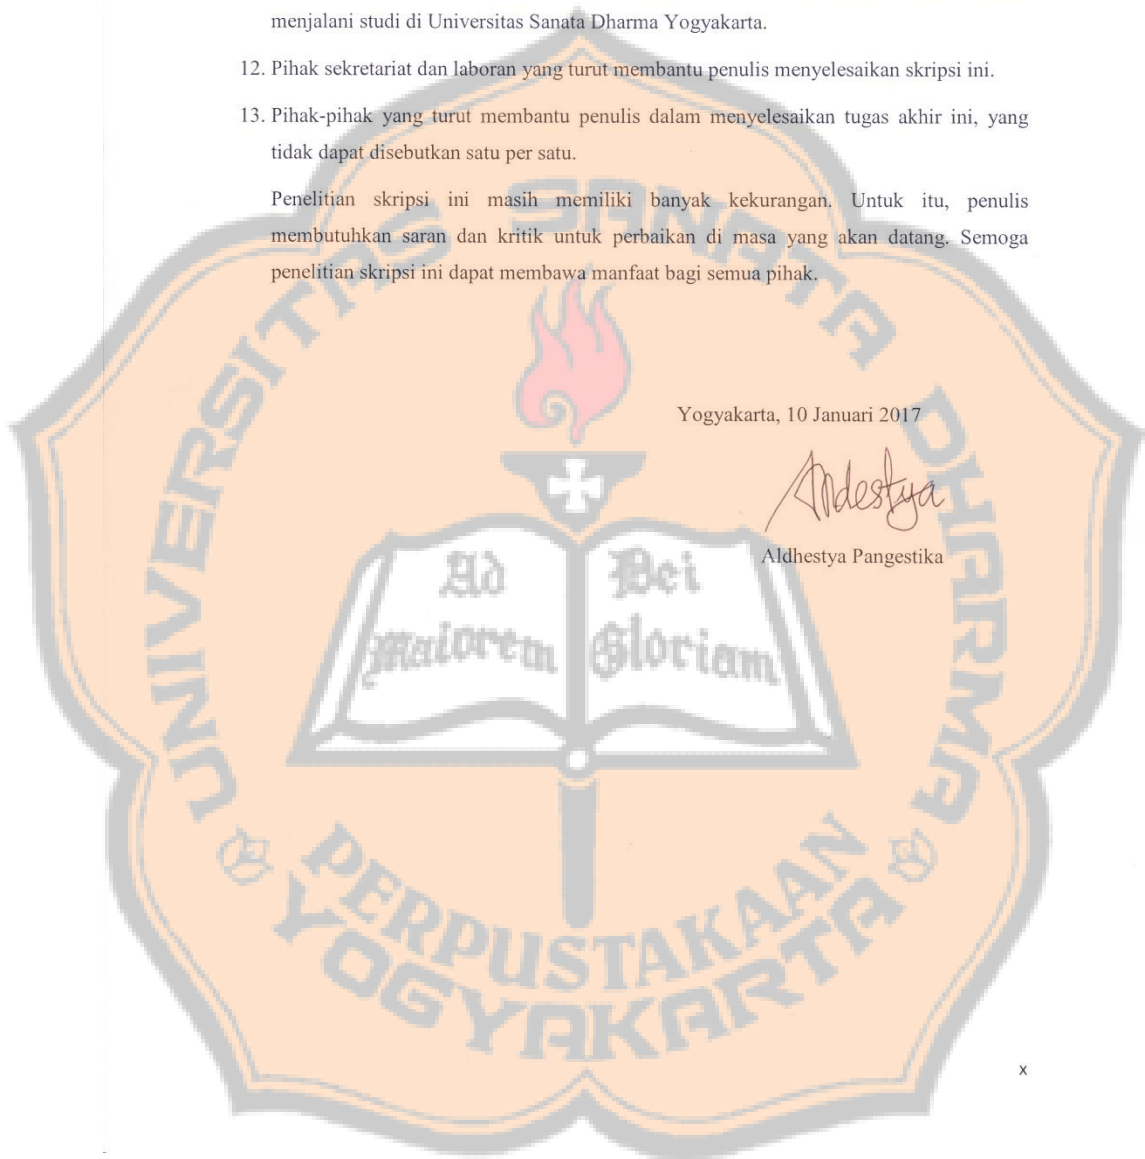 menjalani studi di Universitas Sanata Dharma Yogyakarta.
12. Pihak sekretariat dan laboran yang turut membantu penulis menyelesaikan skripsi ini.
13. Pihak-pihak yang turut membantu penulis dalam menyelesaikan tugas akhir ini, yang
tidak dapat disebutkan satu per satu.
Penelitian skripsi ini masih memiliki banyak kekurangan. Untuk itu, penulis
membutuhkan saran dan kritik untuk perbaikan di masa yang akan datang. Semoga
penelitian skripsi ini dapat membawa manfaat bagi semua pihak.
UNIVERSITAS SANATA DHARMA
Yogyakarta, 10 Januari 2017
Aldhestya Pangestika
Ad Dei
maiorem Gloriam
PERPUSTAKAAN
YOGYAKARTA
x